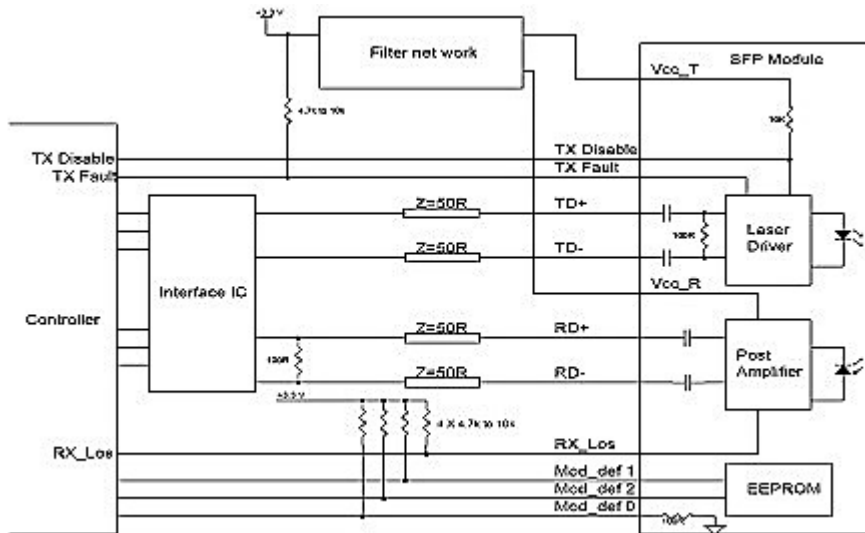 +3.3 V
Filter net work
SFP Module
Vcc_T
4.7k to 10k
10K
TX Disable
TX Disable
TX Fault
TX Fault
Z=50R
TD+
100R
Laser
Driver
Z=50R
TD-
Interface IC
Vcc_R
Controller
Z=50R
RD+
100R
Z=50R
RD-
Post
Amplifier
+3.3 V
4 X 4.7k to 10k
RX_Los
RX_Los
Mod_def 1
Mod_def 2
Mod_def 0
EEPROM